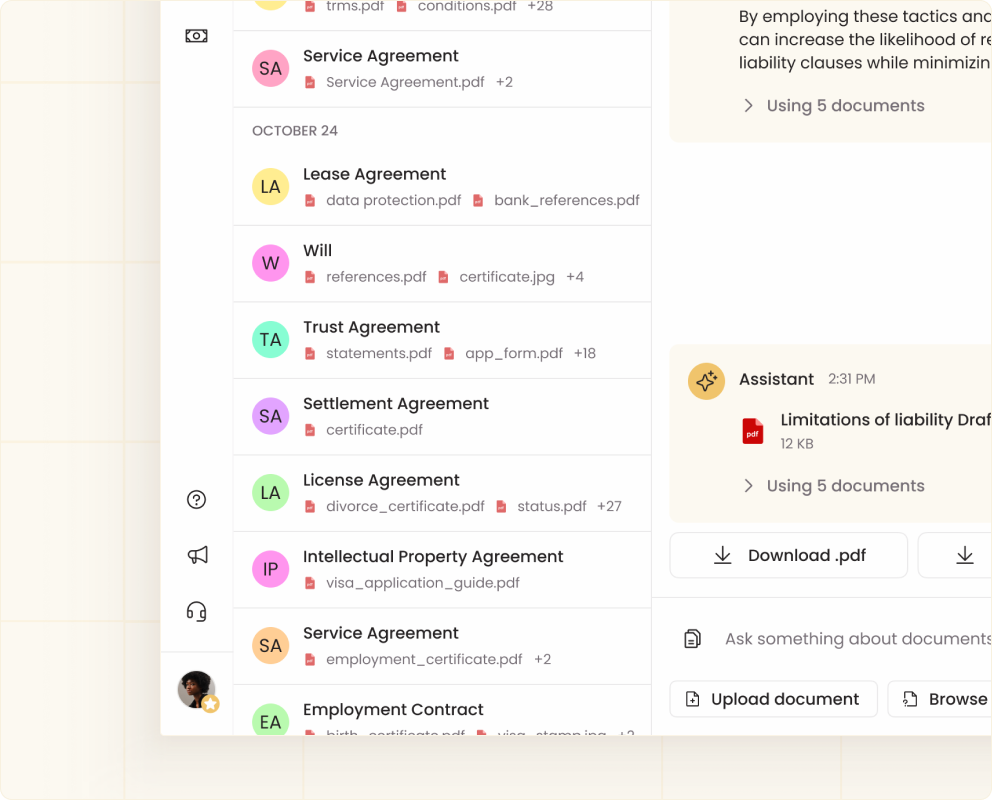 trms.pdf conditions.pdf +28
SA
Service Agreement
Service Agreement.pdf +2
OCTOBER 24
LA
Lease Agreement
data protection.pdf bank_references.pdf
W
Will
references.pdf certificate.jpg +4
TA
Trust Agreement
statements.pdf app_form.pdf +18
SA
Settlement Agreement
certificate.pdf
LA
License Agreement
divorce_certificate.pdf status.pdf +27
IP
Intellectual Property Agreement
visa_application_guide.pdf
SA
Service Agreement
employment_certificate.pdf +2
EA
Employment Contract
birth_certificate.pdf visa_stamp.jpg +2
By employing these tactics and
can increase the likelihood of re
liability clauses while minimizin
Using 5 documents
Assistant 2:31 PM
pdf
Limitations of liability Draf
12 KB
Using 5 documents
Download .pdf
Ask something about documents
Upload document
Browse